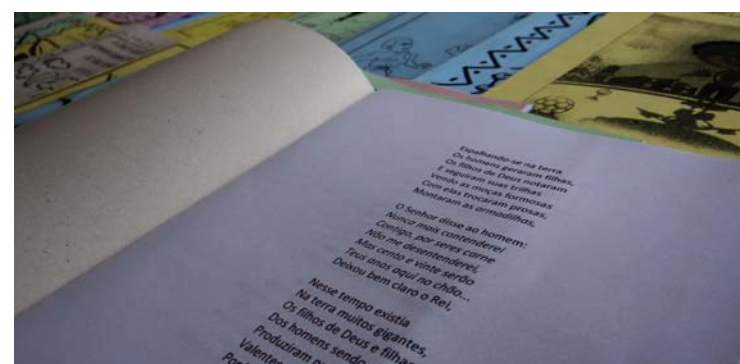 Espalhando-se na terra
Os homens geraram filhas,
Os filhos de Deus notaram
E seguiram suas trilhas
Vendo as moças formosas
Com elas trocaram prosas,
Montaram as armadilhos,
O Senhor disse ao homem:
Nunca mais contenderei
Contigo, por seres carne
Não me desentenderei,
Mas cento e vinte serão
Teus anos aqui no chão...
Deixou bem claro o Rei,
Nesse tempo existia
Na terra muitos gigantes,
Os filhos de Deus e filhas
Dos homens sendo
Produziram
Valentes